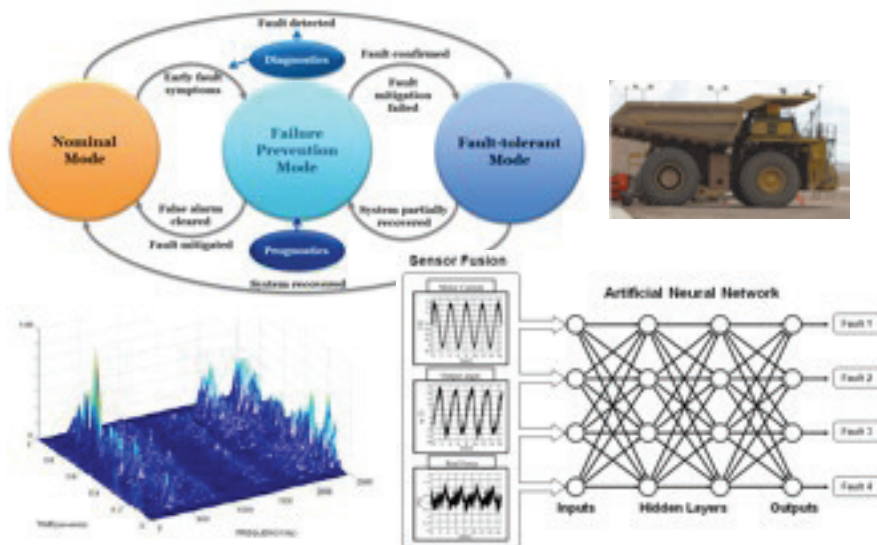 Fault detected
Diagnostics
Fault confirmed
Early fault
symptoms
Fault
mitigation
failed
Nominal
Mode
Failure
Prevention
Mode
Fault-tolerant
Mode
False alarm
cleared
System partially
recovered
Fault mitigated
Prognostics
System recovered
Sensor Fusion
Artificial Neural Network
Fault 1
Fault 2
Fault 3
Fault 4
Inputs
Hidden Layers
Outputs